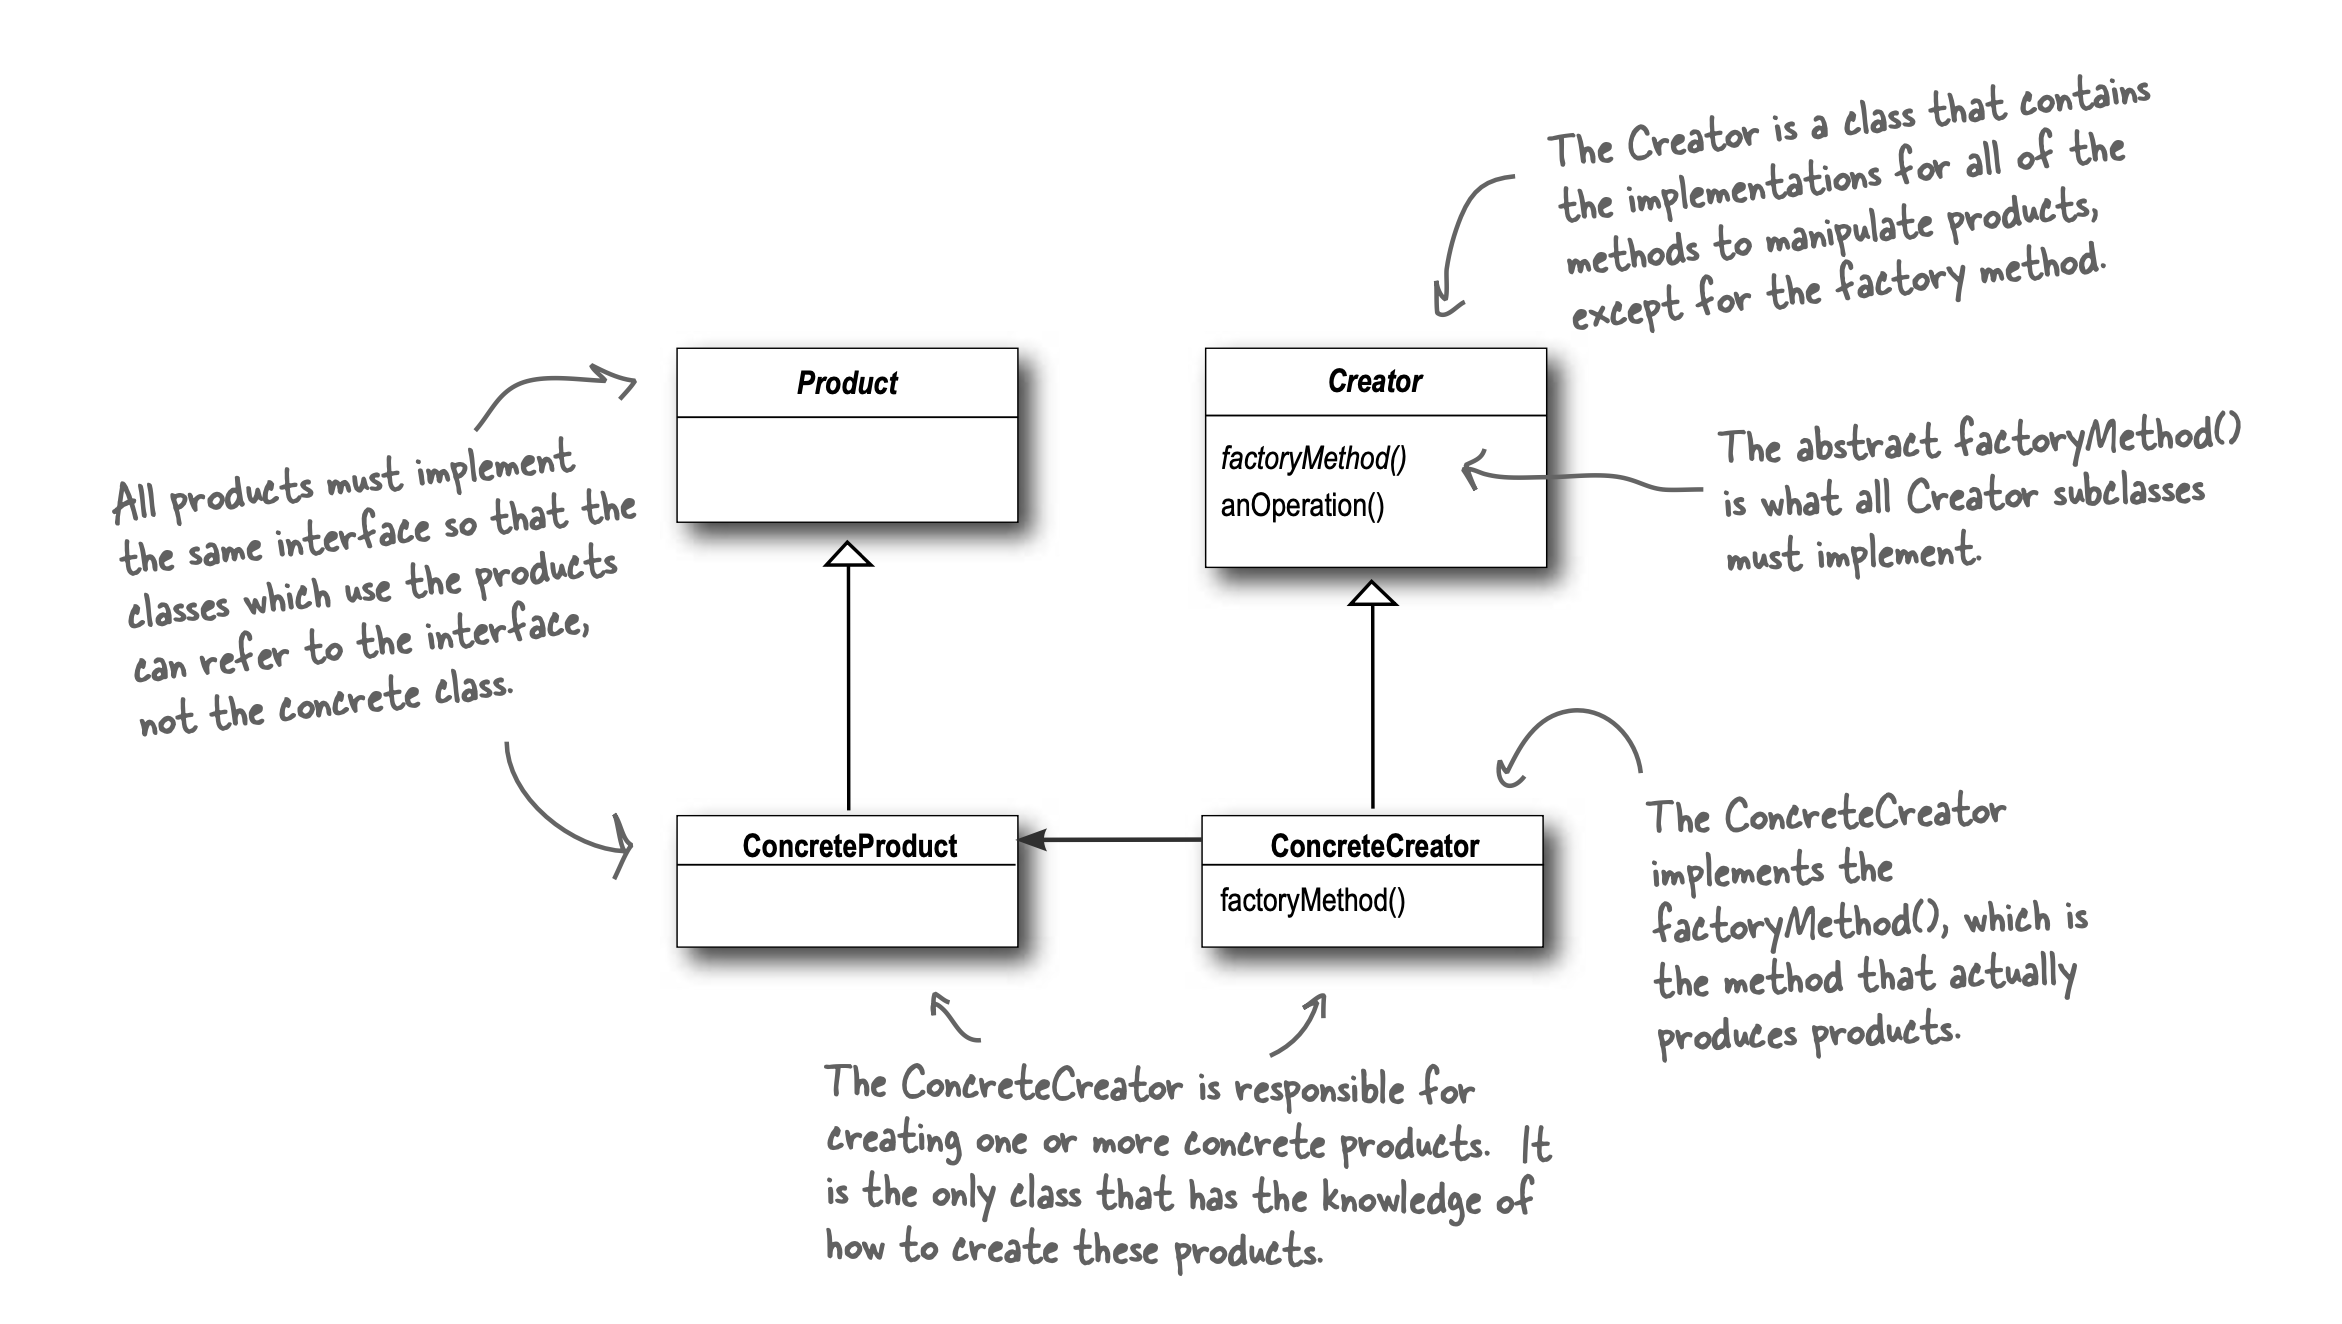 The Creator is a class that contains
the implementations for all of the
methods to manipulate products,
except for the factory method.
Product
Creator
factoryMethod()
anOperation()
The abstract factoryMethod()
is what all Creator subclasses
must implement.
All products must implement
the same interface so that the
classes which use the products
can refer to the interface,
not the concrete class.
ConcreteProduct
ConcreteCreator
factoryMethod()
The ConcreteCreator
implements the
factoryMethod(), which is
the method that actually
produces products.
The ConcreteCreator is responsible for
creating one or more concrete products. It
is the only class that has the knowledge of
how to create these products.